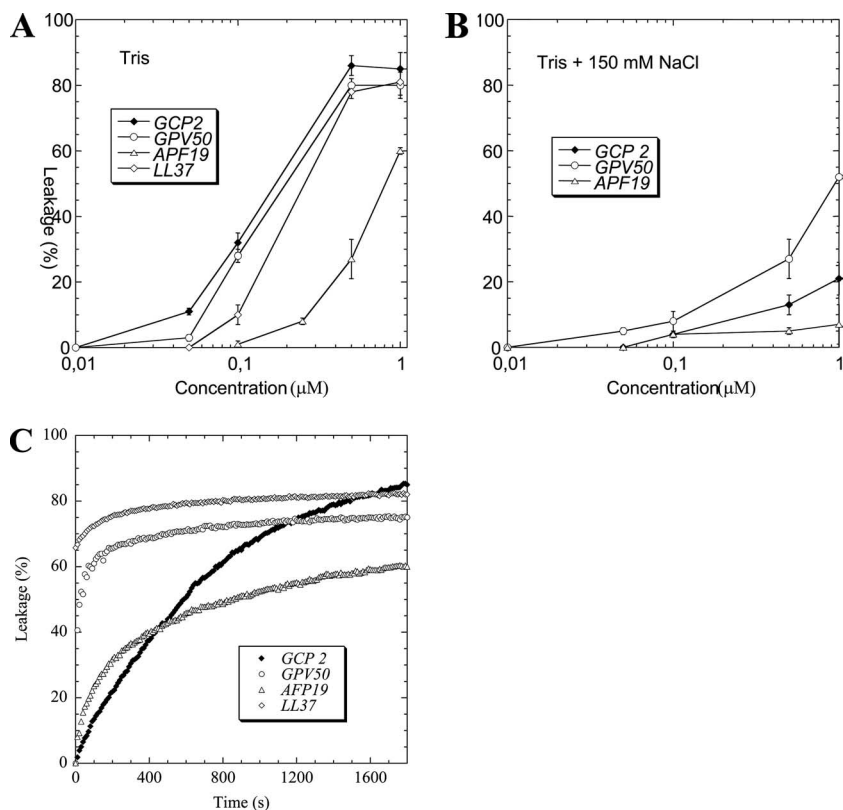 A
Tris
GCP2
GPV50
APF19
LL37
Leakage (%)
100
80
60
40
20
0
0,01
0,1
1
Concentration (μM)
B
Tris + 150 mM NaCl
GCP 2
GPV50
APF19
100
80
60
40
20
0
0,01
0,1
1
Concentration (μM)
C
Leakage (%)
100
80
60
40
20
0
GCP 2
GPV50
AFP19
LL37
0
400
800
1200
1600
Time (s)